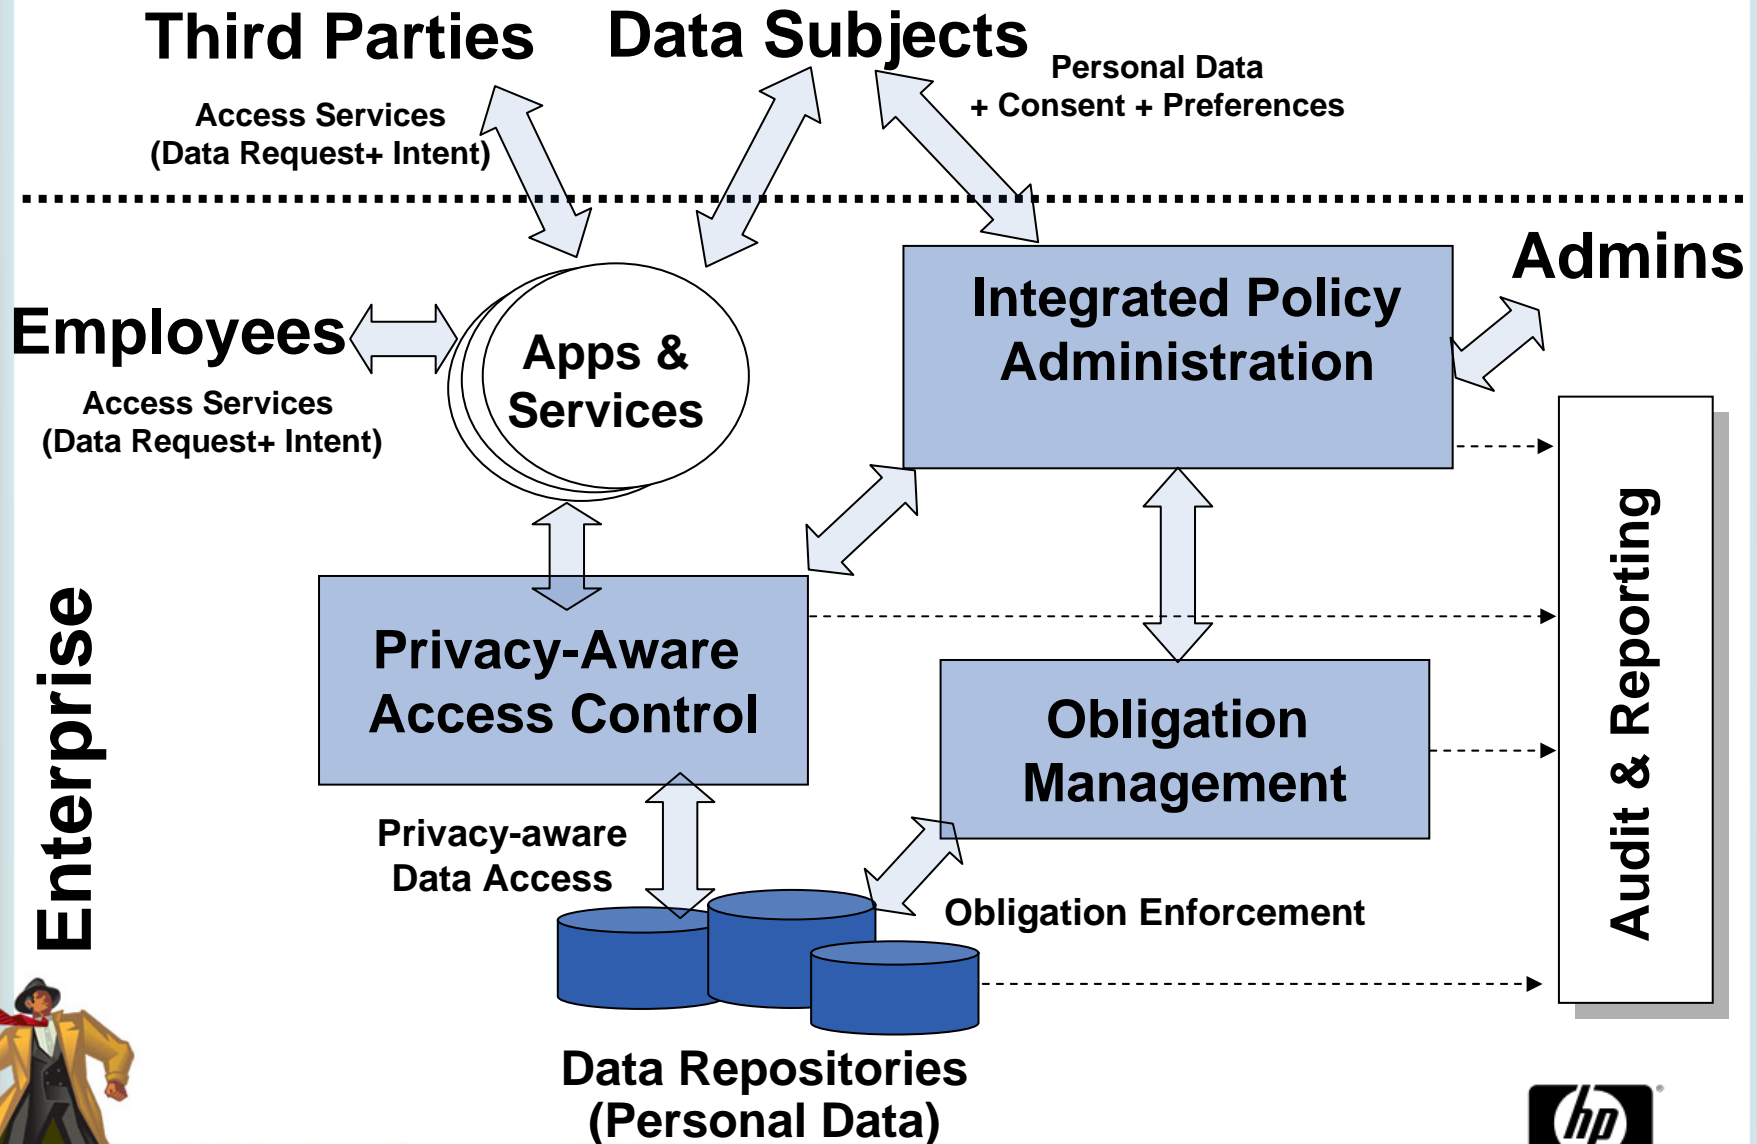 Third Parties
Data Subjects
Personal Data
+ Consent + Preferences
Access Services
(Data Request+ Intent)
Admins
Integrated Policy
Administration
Employees
Apps &
Services
Access Services
(Data Request+ Intent)
Enterprise
Privacy-Aware
Access Control
Obligation
Management
Audit & Reporting
Privacy-aware
Data Access
Obligation Enforcement
Data Repositories
(Personal Data)
hp